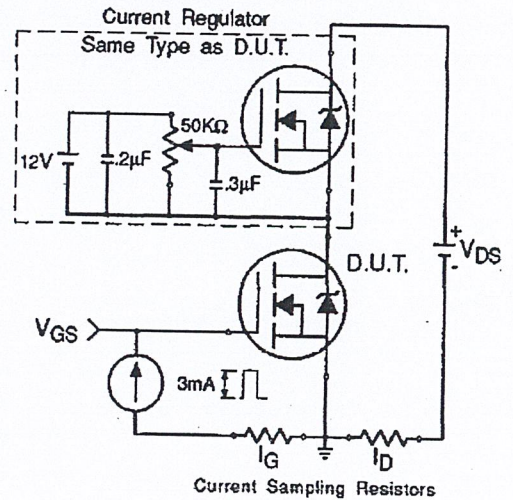 Current Regulator
Same Type as D.U.T.
50KΩ
12V
.2μF
.3μF
D.U.T.
+
VDS
-
VGS
3mA
IG
ID
Current Sampling Resistors